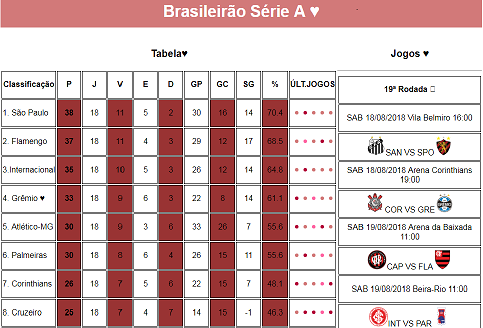 Brasileirão Série A ♥
Tabela♥
Classificação P J V E D GP GC SG % ÚLT.JOGOS
1. São Paulo 38 18 11 5 2 30 16 14 70.4
2. Flamengo 37 18 11 4 3 29 12 17 68.5
3.Internacional 35 18 10 5 3 26 12 14 64.8
4. Grêmio ♥ 33 18 9 6 3 22 8 14 61.1
5. Atlético-MG 30 18 9 3 6 33 26 7 55.6
6. Palmeiras 30 18 8 6 4 26 15 11 55.6
7. Corinthians 26 18 7 5 6 22 15 7 48.1
8. Cruzeiro 25 18 7 4 7 14 15 -1 46.3
Jogos ♥
19ª Rodada
SAB 18/08/2018 Vila Belmiro 16:00
SAN VS SPO
SAB 18/08/2018 Arena Corinthians
19:00
COR VS GRE
SAB 19/08/2018 Arena da Baixada
11:00
CAP VS FLA
SAB 19/08/2018 Beira-Rio 11:00
INT VS PAR